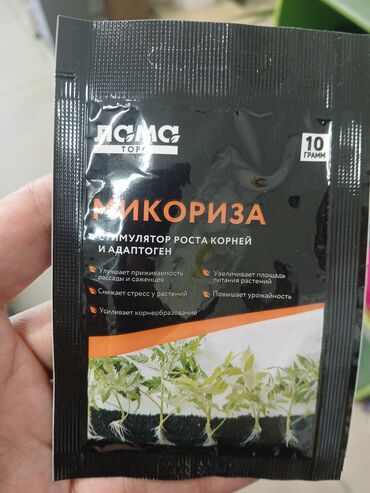 ЛАМА
ТОРФ
10
ГРАММ
МИКОРИЗА
СТИМУЛЯТОР РОСТА КОРНЕЙ
И АДАПТОГЕН
Улучшает приживаемость
рассады и саженцев
Снижает стресс у растений
Усиливает корнеобразование
Увеличивает площадь
питания растений
Повышает урожайность